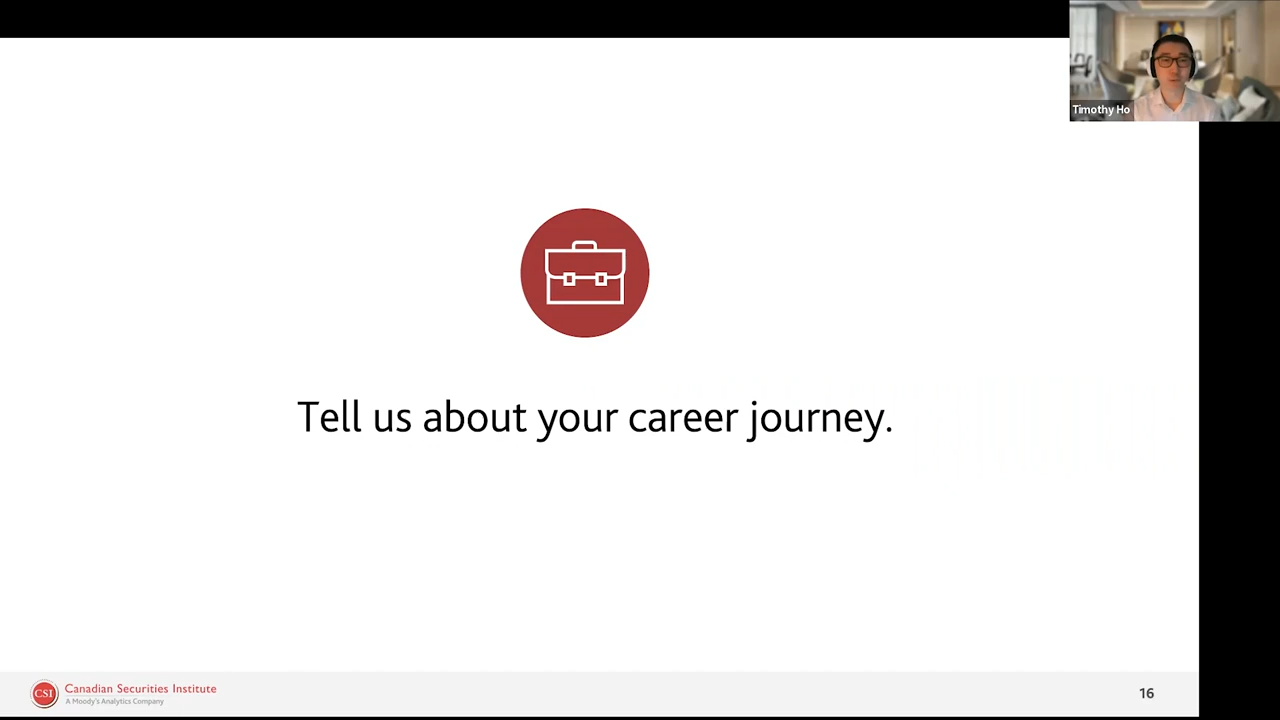 Timothy Ho
Tell us about your career journey.
CSI
Canadian Securities Institute
A Moody's Analytics Company
16